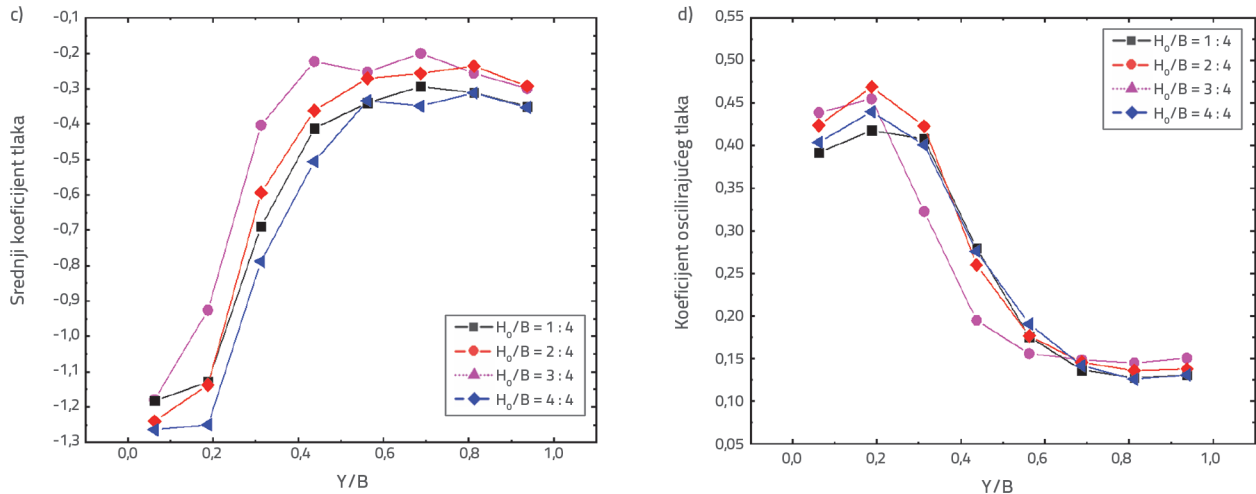 c)
-0,1
-0,2
-0,3
-0,4
-0,5
-0,6
-0,7
-0,8
-0,9
-1,0
-1,1
-1,2
-1,3
Srednji koeficijent tlaka
0,0 0,2 0,4 0,6 0,8 1,0
Y/B
H₀/B = 1 : 4
H₀/B = 2 : 4
H₀/B = 3 : 4
H₀/B = 4 : 4
d)
0,55
0,50
0,45
0,40
0,35
0,30
0,25
0,20
0,15
0,10
0,05
Koeficijent oscilirajućeg tlaka
0,0 0,2 0,4 0,6 0,8 1,0
Y/B
H₀/B = 1 : 4
H₀/B = 2 : 4
H₀/B = 3 : 4
H₀/B = 4 : 4